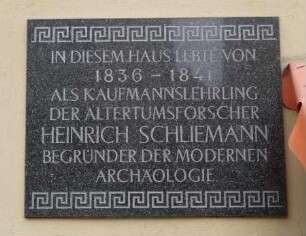 IN DIESEM HAUS LEBTE VON
1836 – 1841
ALS KAUFMANNSLEHRLING
DER ALTERTUMSFORSCHER
HEINRICH SCHLIEMANN
BEGRÜNDER DER MODERNEN
ARCHÄOLOGIE